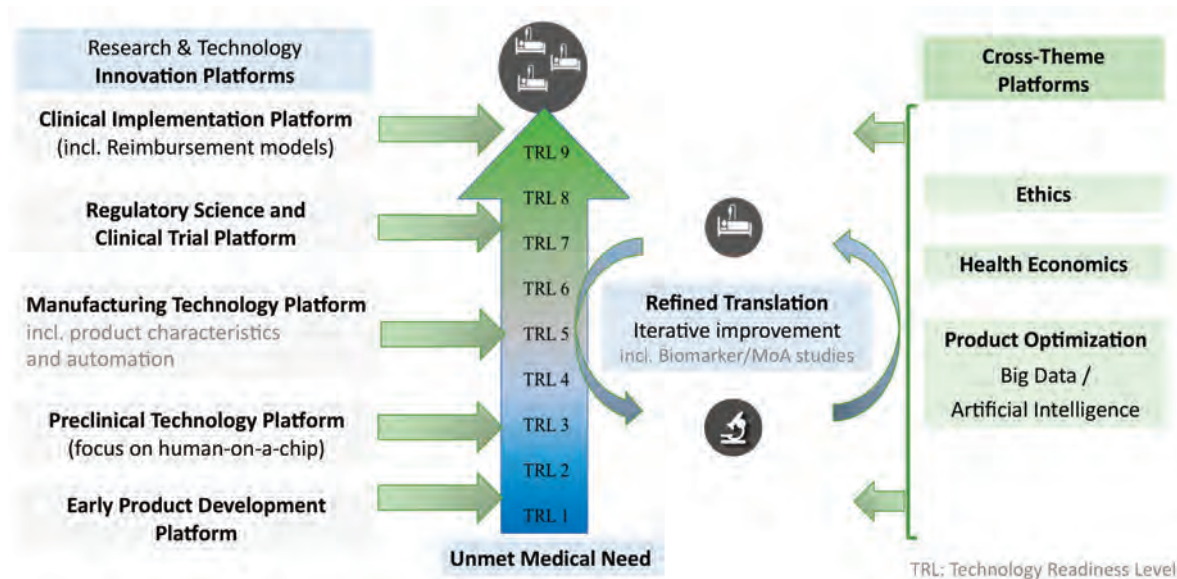 Research & Technology
Innovation Platforms
Clinical Implementation Platform
(incl. Reimbursement models)
Regulatory Science and
Clinical Trial Platform
Manufacturing Technology Platform
incl. product characteristics
and automation
Preclinical Technology Platform
(focus on human-on-a-chip)
Early Product Development
Platform
TRL 9
TRL 8
TRL 7
TRL 6
TRL 5
TRL 4
TRL 3
TRL 2
TRL 1
Unmet Medical Need
Refined Translation
Iterative improvement
incl. Biomarker/MoA studies
Cross-Theme
Platforms
Ethics
Health Economics
Product Optimization
Big Data /
Artificial Intelligence
TRL: Technology Readiness Level